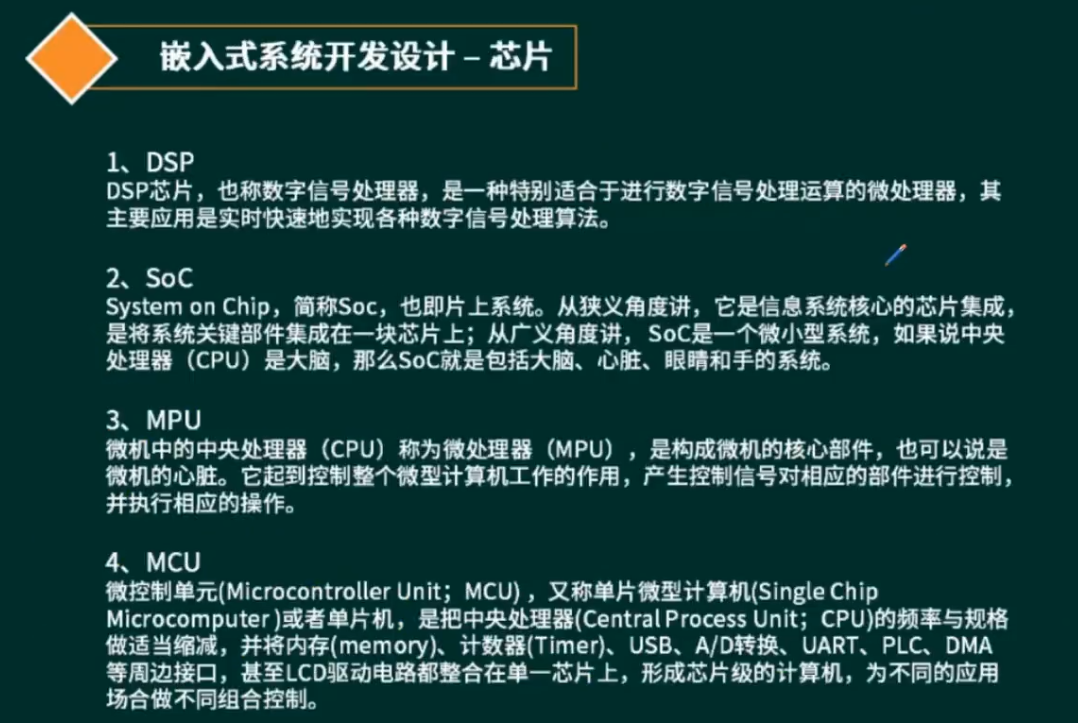 嵌入式系统开发设计 – 芯片
1、DSP
DSP芯片，也称数字信号处理器，是一种特别适合于进行数字信号处理运算的微处理器，其
主要应用是实时快速地实现各种数字信号处理算法。
2、SoC
System on Chip，简称Soc，也即片上系统。从狭义角度讲，它是信息系统核心的芯片集成，
是将系统关键部件集成在一块芯片上；从广义角度讲， SoC是一个微小型系统，如果说中央
处理器（CPU）是大脑，那么SoC就是包括大脑、心脏、眼睛和手的系统。
3、MPU
微机中的中央处理器（CPU）称为微处理器（MPU），是构成微机的核心部件，也可以说是
微机的心脏。它起到控制整个微型计算机工作的作用，产生控制信号对相应的部件进行控制，
并执行相应的操作。
4、MCU
微控制单元(Microcontroller Unit；MCU) ，又称单片微型计算机(Single Chip
Microcomputer )或者单片机，是把中央处理器(Central Process Unit；CPU)的频率与规格
做适当缩减，并将内存(memory)、计数器(Timer)、USB、A/D转换、UART、PLC、DMA
等周边接口，甚至LCD驱动电路都整合在单一芯片上，形成芯片级的计算机，为不同的应用
场合做不同组合控制。